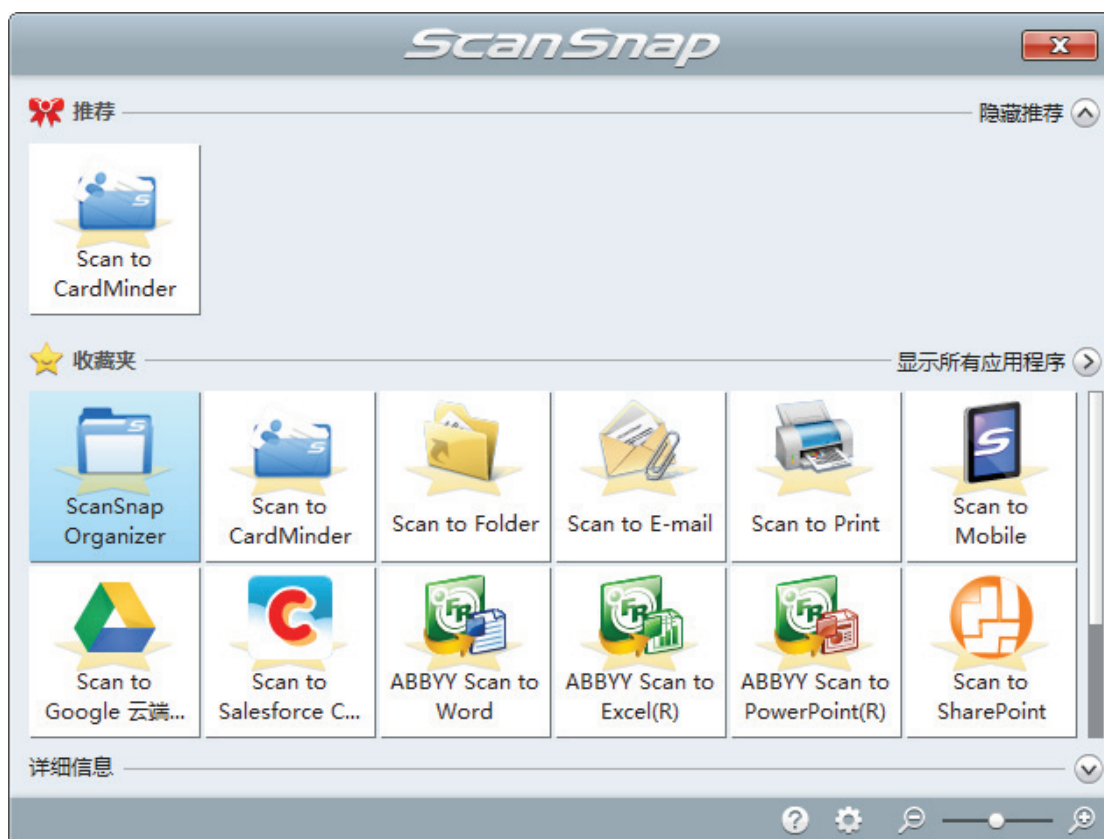 ScanSnap
推荐
隐藏推荐
Scan to
CardMinder
收藏夹
显示所有应用程序
ScanSnap
Organizer
Scan to
CardMinder
Scan to Folder
Scan to E-mail
Scan to Print
Scan to
Mobile
Scan to
Google 云端...
Scan to
Salesforce C...
ABBYY Scan to
Word
ABBYY Scan to
Excel(R)
ABBYY Scan to
PowerPoint(R)
Scan to
SharePoint
详细信息